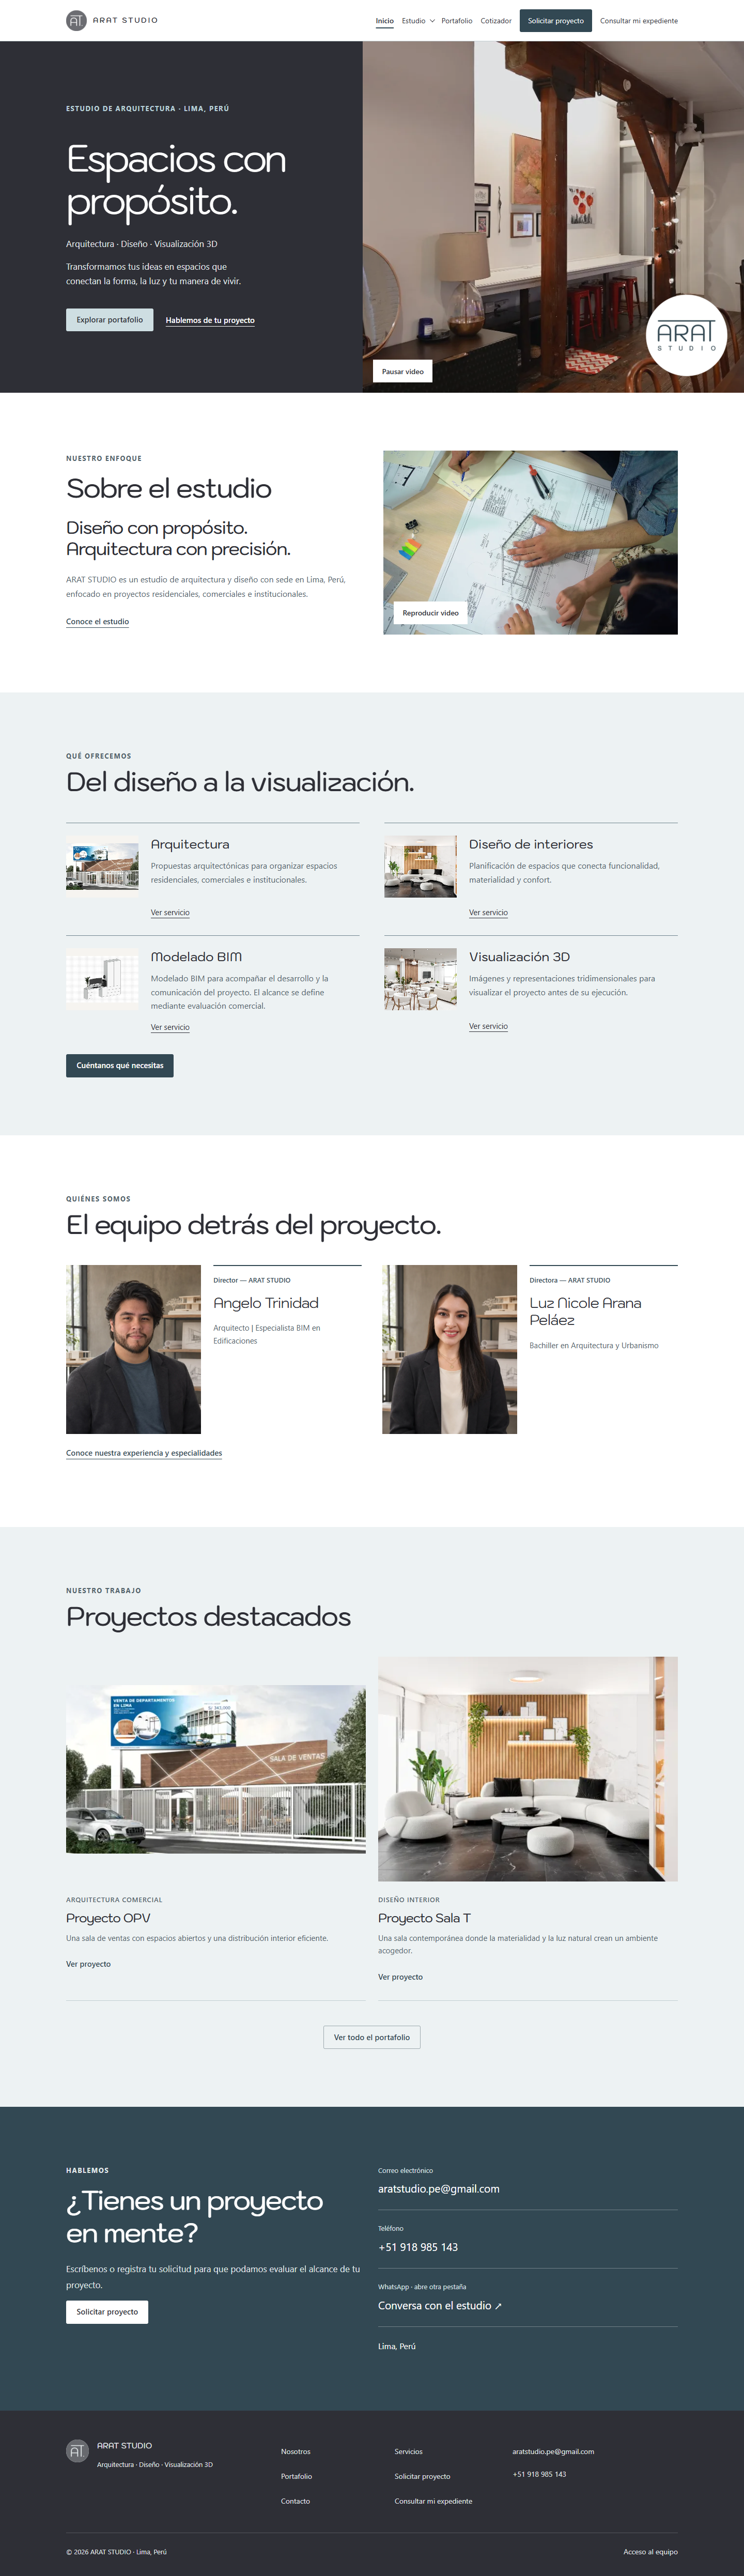 ARAT STUDIO
Inicio
Estudio
Portafolio
Cotizador
Solicitar proyecto
Consultar mi expediente
ESTUDIO DE ARQUITECTURA - LIMA, PERÚ
Espacios con
propósito.
Arquitectura · Diseño · Visualización 3D
Transformamos tus ideas en espacios que
conectan la forma, la luz y tu manera de vivir.
Explorar portafolio
Hablemos de tu proyecto
Pausar video
ARAT
STUDIO
NUESTRO ENFOQUE
Sobre el estudio
Diseño con propósito.
Arquitectura con precisión.
ARAT STUDIO es un estudio de arquitectura y diseño con sede en Lima, Perú,
enfocado en proyectos residenciales, comerciales e institucionales.
Conoce el estudio
Reproducir video
QUÉ OFRECEMOS
Del diseño a la visualización.
Arquitectura
Propuestas arquitectónicas para organizar espacios
residenciales, comerciales e institucionales.
Ver servicio
Diseño de interiores
Planificación de espacios que conecta funcionalidad,
materialidad y confort.
Ver servicio
Modelado BIM
Modelado BIM para acompañar el desarrollo y la
comunicación del proyecto. El alcance se define
mediante evaluación comercial.
Ver servicio
Visualización 3D
Imágenes y representaciones tridimensionales para
visualizar el proyecto antes de su ejecución.
Ver servicio
Cuéntanos qué necesitas
QUIÉNES SOMOS
El equipo detrás del proyecto.
Director — ARAT STUDIO
Angelo Trinidad
Arquitecto | Especialista BIM en
Edificaciones
Directora — ARAT STUDIO
Luz Nicole Arana
Peláez
Bachiller en Arquitectura y Urbanismo
Conoce nuestra experiencia y especialidades
NUESTRO TRABAJO
Proyectos destacados
VENTA DE DEPARTAMENTOS
EN LIMA
SALA DE VENTAS
ARQUITECTURA COMERCIAL
Proyecto OPV
Una sala de ventas con espacios abiertos y una distribución interior eficiente.
Ver proyecto
DISEÑO INTERIOR
Proyecto Sala T
Una sala contemporánea donde la materialidad y la luz natural crean un ambiente
acogedor.
Ver proyecto
Ver todo el portafolio
HABLEMOS
¿Tienes un proyecto
en mente?
Escríbenos o registra tu solicitud para que podamos evaluar el alcance de tu
proyecto.
Solicitar proyecto
Correo electrónico
aratstudio.pe@gmail.com
Teléfono
+51 918 985 143
WhatsApp · abre otra pestaña
Conversa con el estudio ↗
Lima, Perú
AT
ARAT STUDIO
Arquitectura · Diseño · Visualización 3D
Nosotros
Portafolio
Contacto
Servicios
Solicitar proyecto
Consultar mi expediente
aratstudio.pe@gmail.com
+51 918 985 143
© 2026 ARAT STUDIO · Lima, Perú
Acceso al equipo